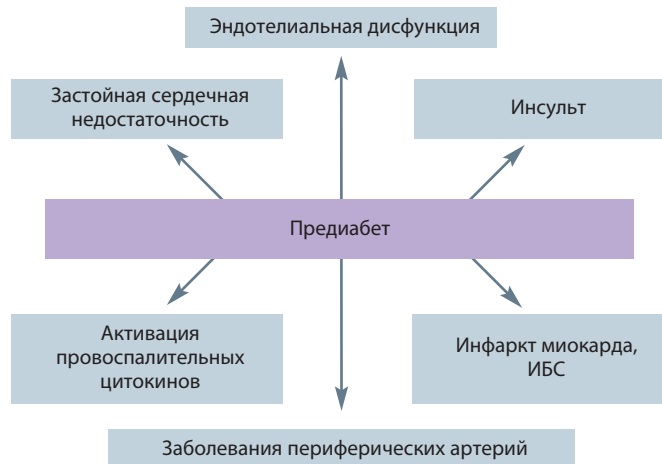 Эндотелиальная дисфункция
Застойная сердечная
недостаточность
Инсульт
Предиабет
Активация
провоспалительных
цитокинов
Инфаркт миокарда,
ИБС
Заболевания периферических артерий